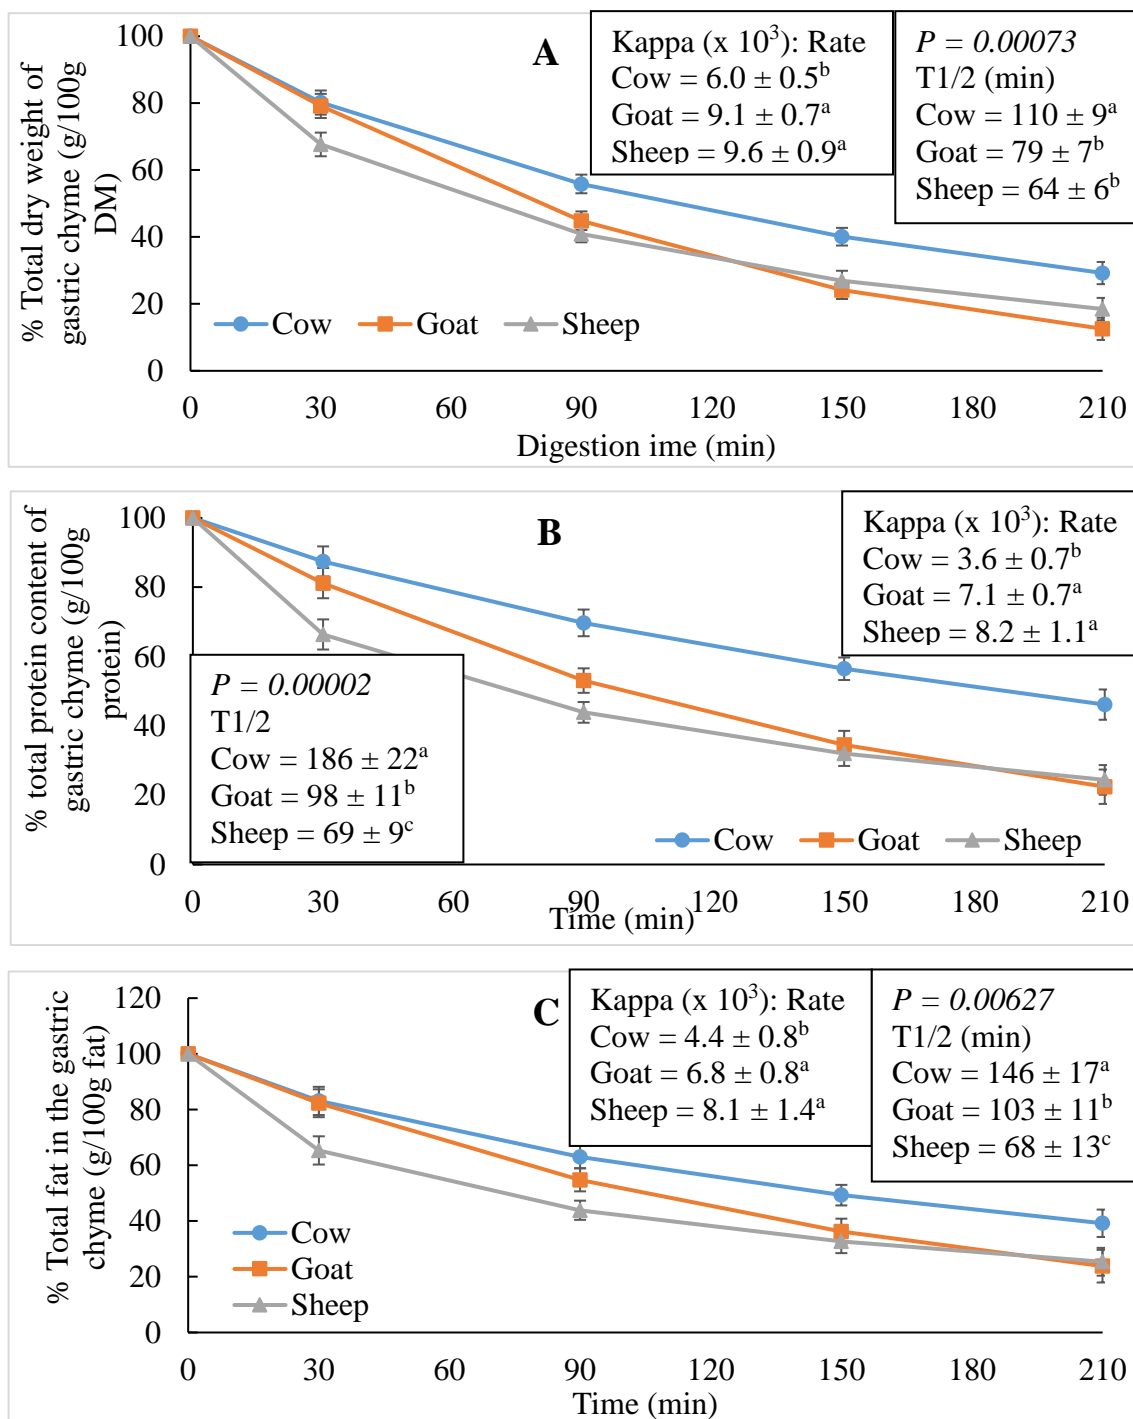 % Total dry weight of
gastric chyme (g/100g
DM)
100
80
60
40
20
0
A
Kappa (x 10³): Rate
Cow = 6.0 ± 0.5ᵇ
Goat = 9.1 ± 0.7ᵃ
Sheep = 9.6 ± 0.9ᵃ
P = 0.00073
T1/2 (min)
Cow = 110 ± 9ᵃ
Goat = 79 ± 7ᵇ
Sheep = 64 ± 6ᵇ
Cow Goat Sheep
0 30 60 90 120 150 180 210
Digestion ime (min)
% total protein content of
gastric chyme (g/100g
protein)
100
80
60
40
20
0
B
Kappa (x 10³): Rate
Cow = 3.6 ± 0.7ᵇ
Goat = 7.1 ± 0.7ᵃ
Sheep = 8.2 ± 1.1ᵃ
P = 0.00002
T1/2
Cow = 186 ± 22ᵃ
Goat = 98 ± 11ᵇ
Sheep = 69 ± 9ᶜ
Cow Goat Sheep
0 30 60 90 120 150 180 210
Time (min)
% Total fat in the gastric
chyme (g/100g fat)
120
100
80
60
40
20
0
C
Kappa (x 10³): Rate
Cow = 4.4 ± 0.8ᵇ
Goat = 6.8 ± 0.8ᵃ
Sheep = 8.1 ± 1.4ᵃ
P = 0.00627
T1/2 (min)
Cow = 146 ± 17ᵃ
Goat = 103 ± 11ᵇ
Sheep = 68 ± 13ᶜ
Cow
Goat
Sheep
0 30 60 90 120 150 180 210
Time (min)